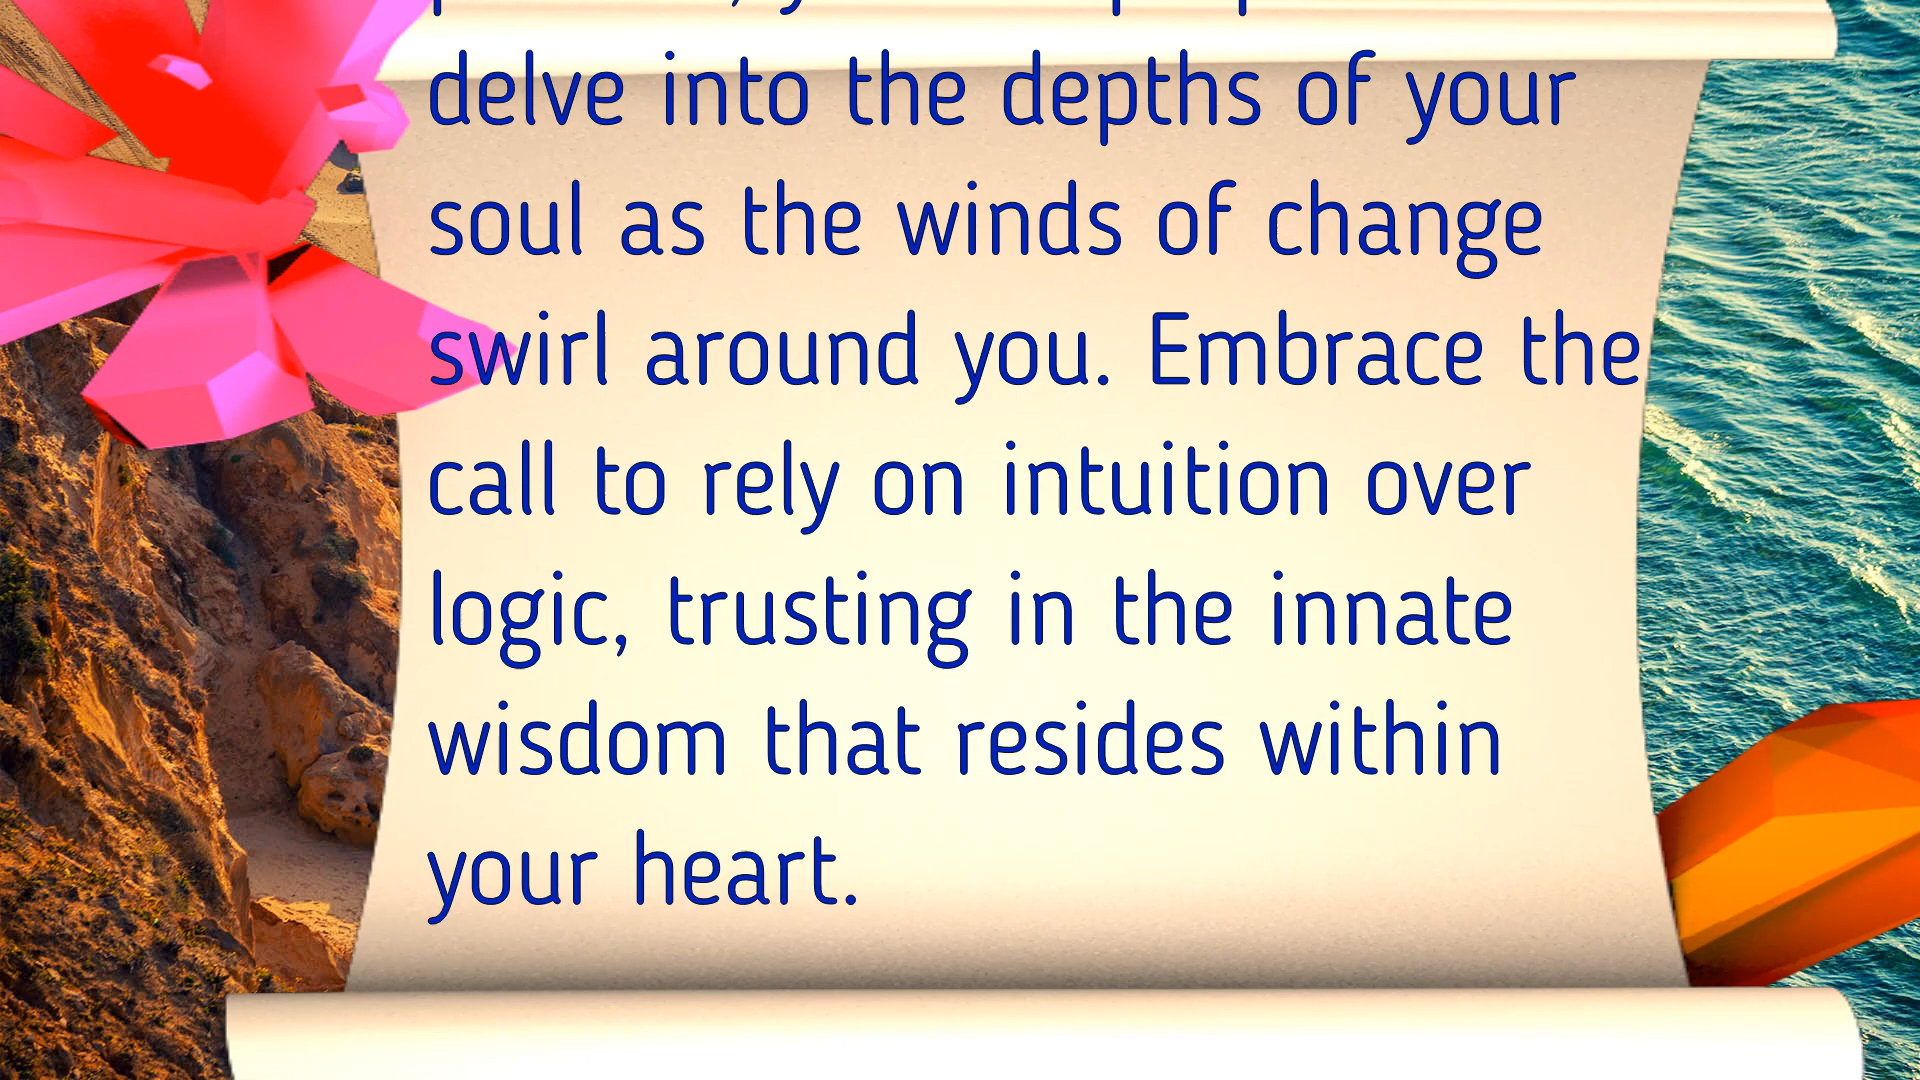 delve into the depths of your
soul as the winds of change
swirl around you. Embrace the
call to rely on intuition over
logic, trusting in the innate
wisdom that resides within
your heart.